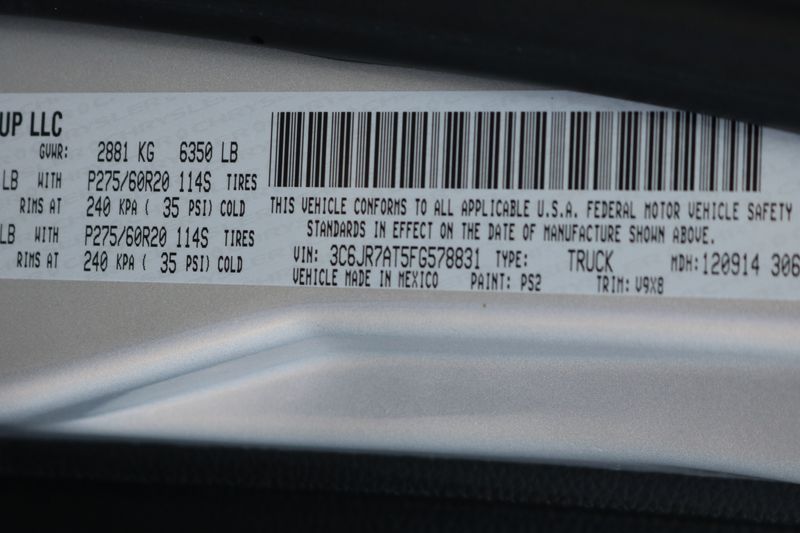 UP LLC
GVWR: 2881 KG 6350 LB
LB WITH P275/60R20 114S TIRES
RIMS AT 240 KPA ( 35 PSI) COLD
LB WITH P275/60R20 114S TIRES
RIMS AT 240 KPA ( 35 PSI) COLD
THIS VEHICLE CONFORMS TO ALL APPLICABLE U.S.A. FEDERAL MOTOR VEHICLE SAFETY
STANDARDS IN EFFECT ON THE DATE OF MANUFACTURE SHOWN ABOVE.
VIN: 3C6JR7AT5FG578831 TYPE: TRUCK MDH:120914 306
VEHICLE MADE IN MEXICO PAINT: PS2 TRIM: V9X8